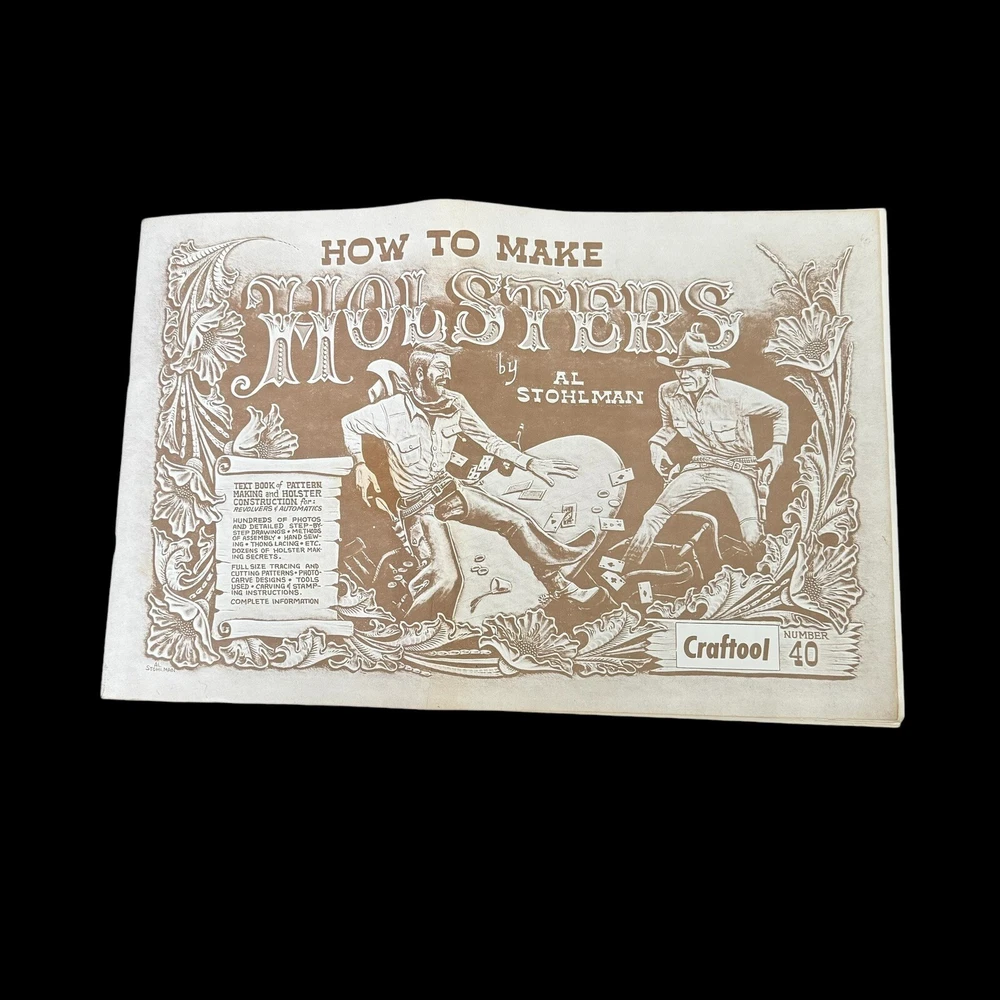 HOW TO MAKE
HOLSTERS
by
AL
STOHLMAN
TEXT BOOK of PATTERN
MAKING and HOLSTER
CONSTRUCTION for:
REVOLVERS & AUTOMATICS
HUNDREDS OF PHOTOS
AND DETAILED STEP-BY-
STEP DRAWINGS • METHODS
OF ASSEMBLY • HAND SEW-
ING • THONG LACING • ETC.
DOZENS OF HOLSTER MAK-
ING SECRETS.
FULL SIZE TRACING AND
CUTTING PATTERNS • PHOTO-
CARVE DESIGNS • TOOLS
USED • CARVING & STAMP-
ING INSTRUCTIONS.
COMPLETE INFORMATION
Craftool
NUMBER
40
AL
STOHLMAN